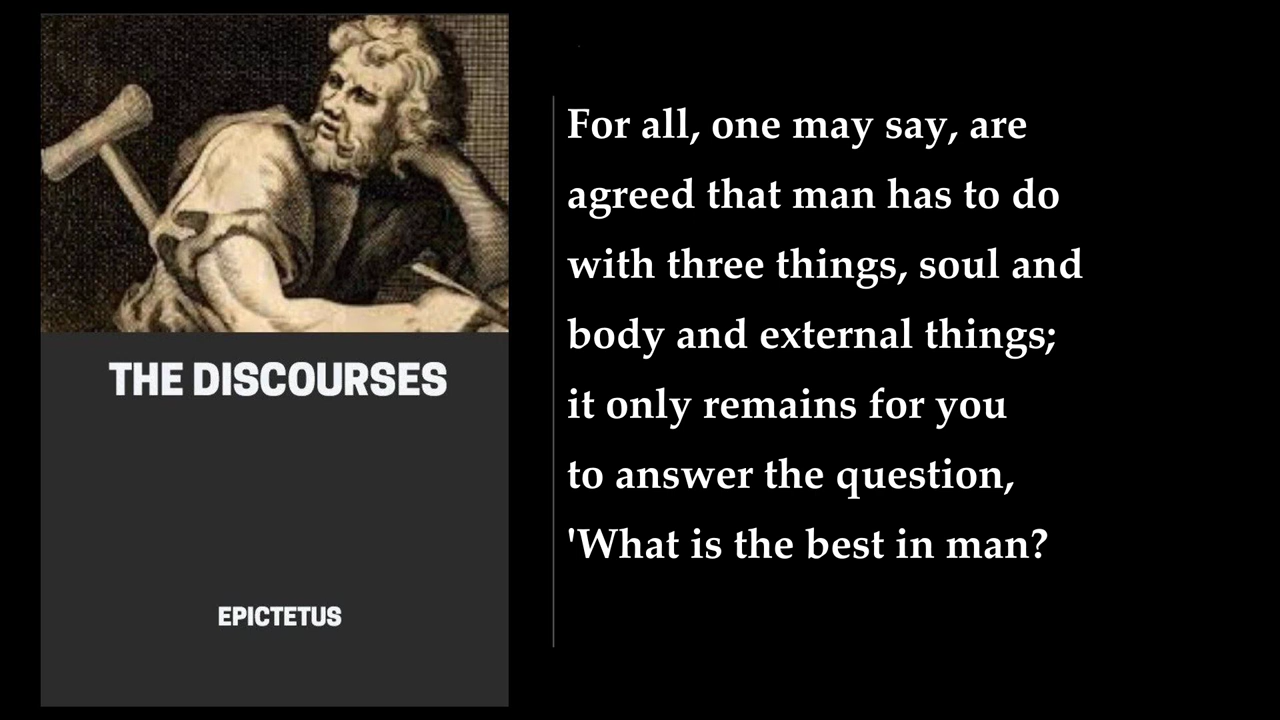 THE DISCOURSES
EPICTETUS
For all, one may say, are
agreed that man has to do
with three things, soul and
body and external things;
it only remains for you
to answer the question,
'What is the best in man?